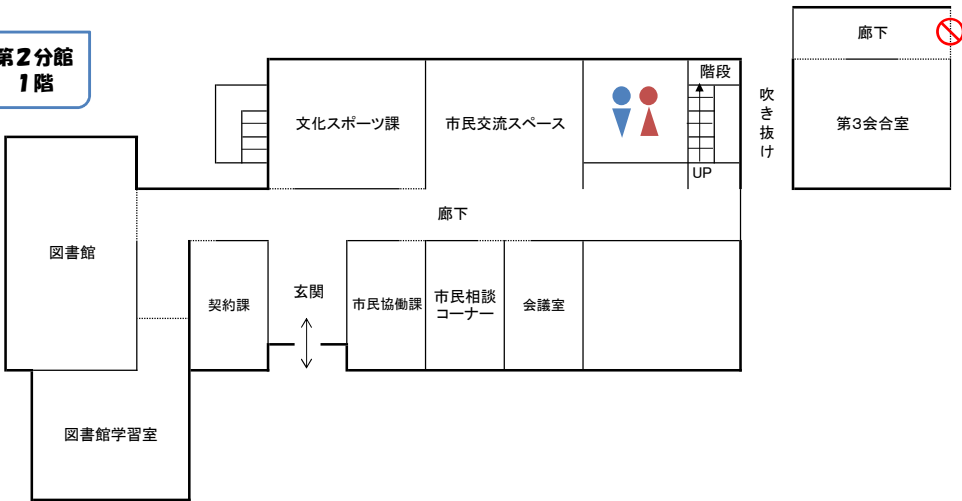 第2分館
1階
廊下
階段
吹き抜け
文化スポーツ課
市民交流スペース
第3会合室
UP
廊下
図書館
契約課
玄関
市民協働課
市民相談
コーナー
会議室
図書館学習室